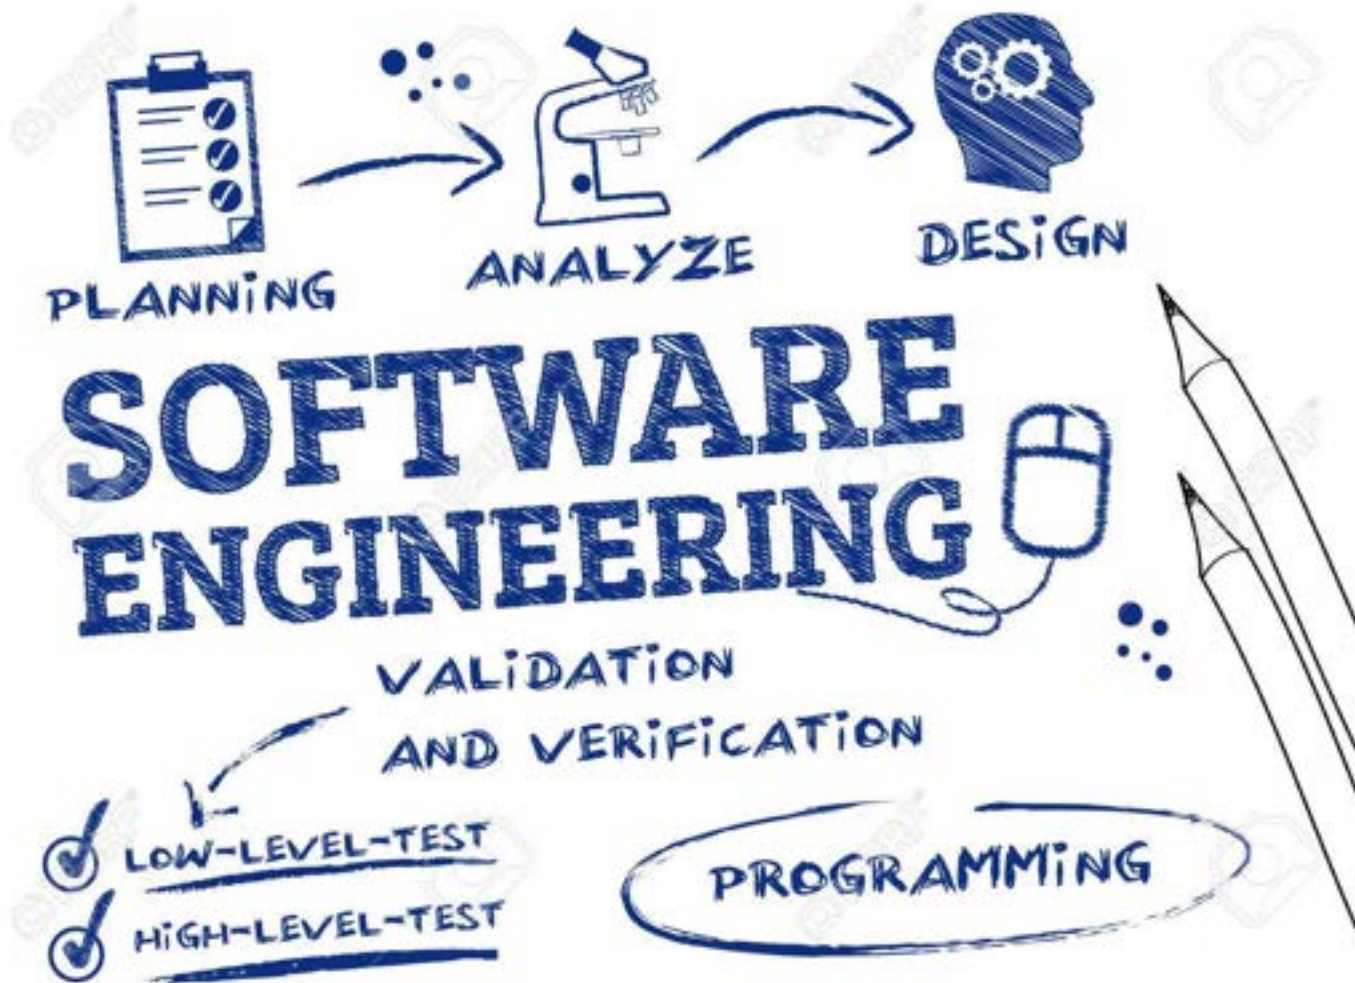 PLANNiNG
ANALYZE
DESiGN
SOFTWARE
ENGINEERING
VALiDATiON
AND VERiFiCATiON
LOW-LEVEL-TEST
HiGH-LEVEL-TEST
PROGRAMMiNG